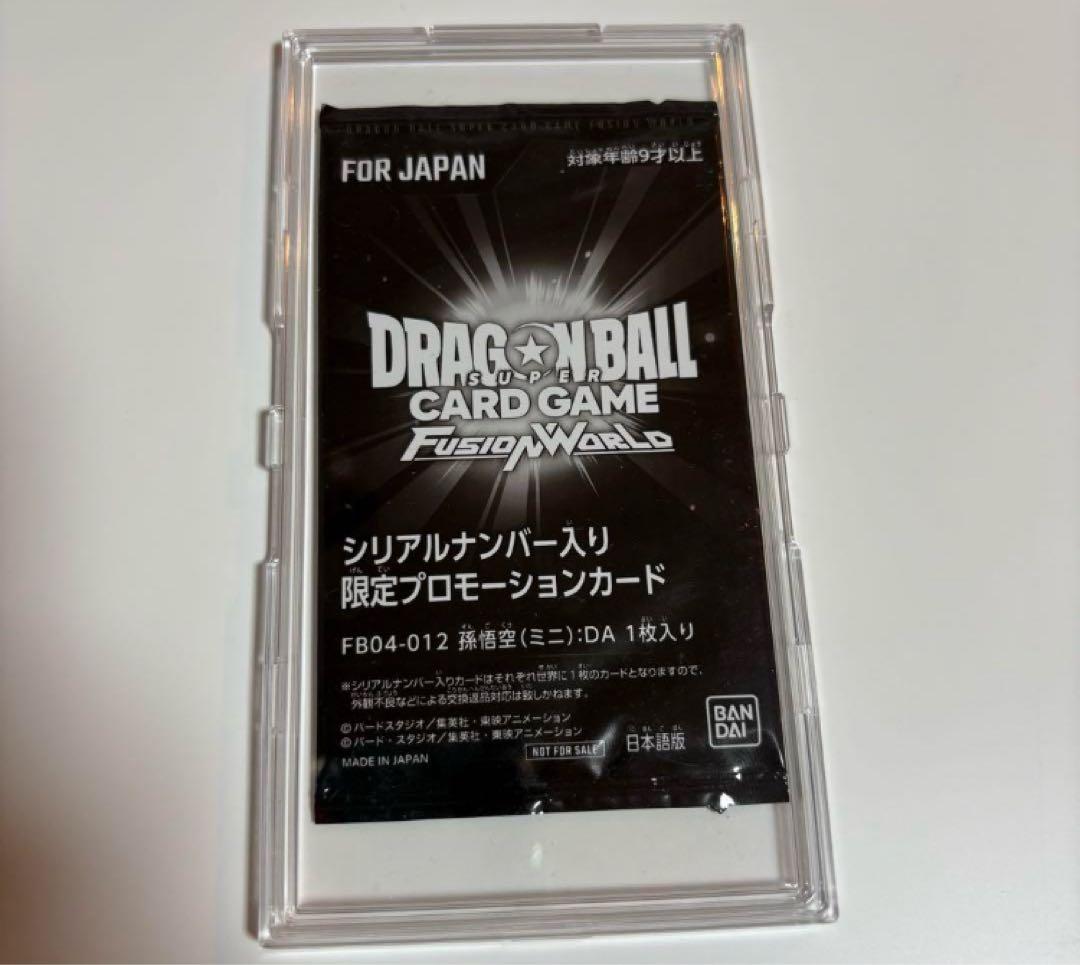 DRAGON BALL SUPER CARD GAME FUSION WORLD
FOR JAPAN
対象年齢9才以上
DRAGON BALL
SUPER
CARD GAME
FUSION WORLD
シリアルナンバー入り
限定プロモーションカード
FB04-012 孫悟空(ミニ):DA 1枚入り
※シリアルナンバー入りカードはそれぞれ世界に1枚のカードとなりますので、
外観不良などによる交換返品対応は致しかねます。
©バードスタジオ/集英社・東映アニメーション
©バード・スタジオ/集英社・東映アニメーション
MADE IN JAPAN
NOT FOR SALE
日本語版
BAN
DAI